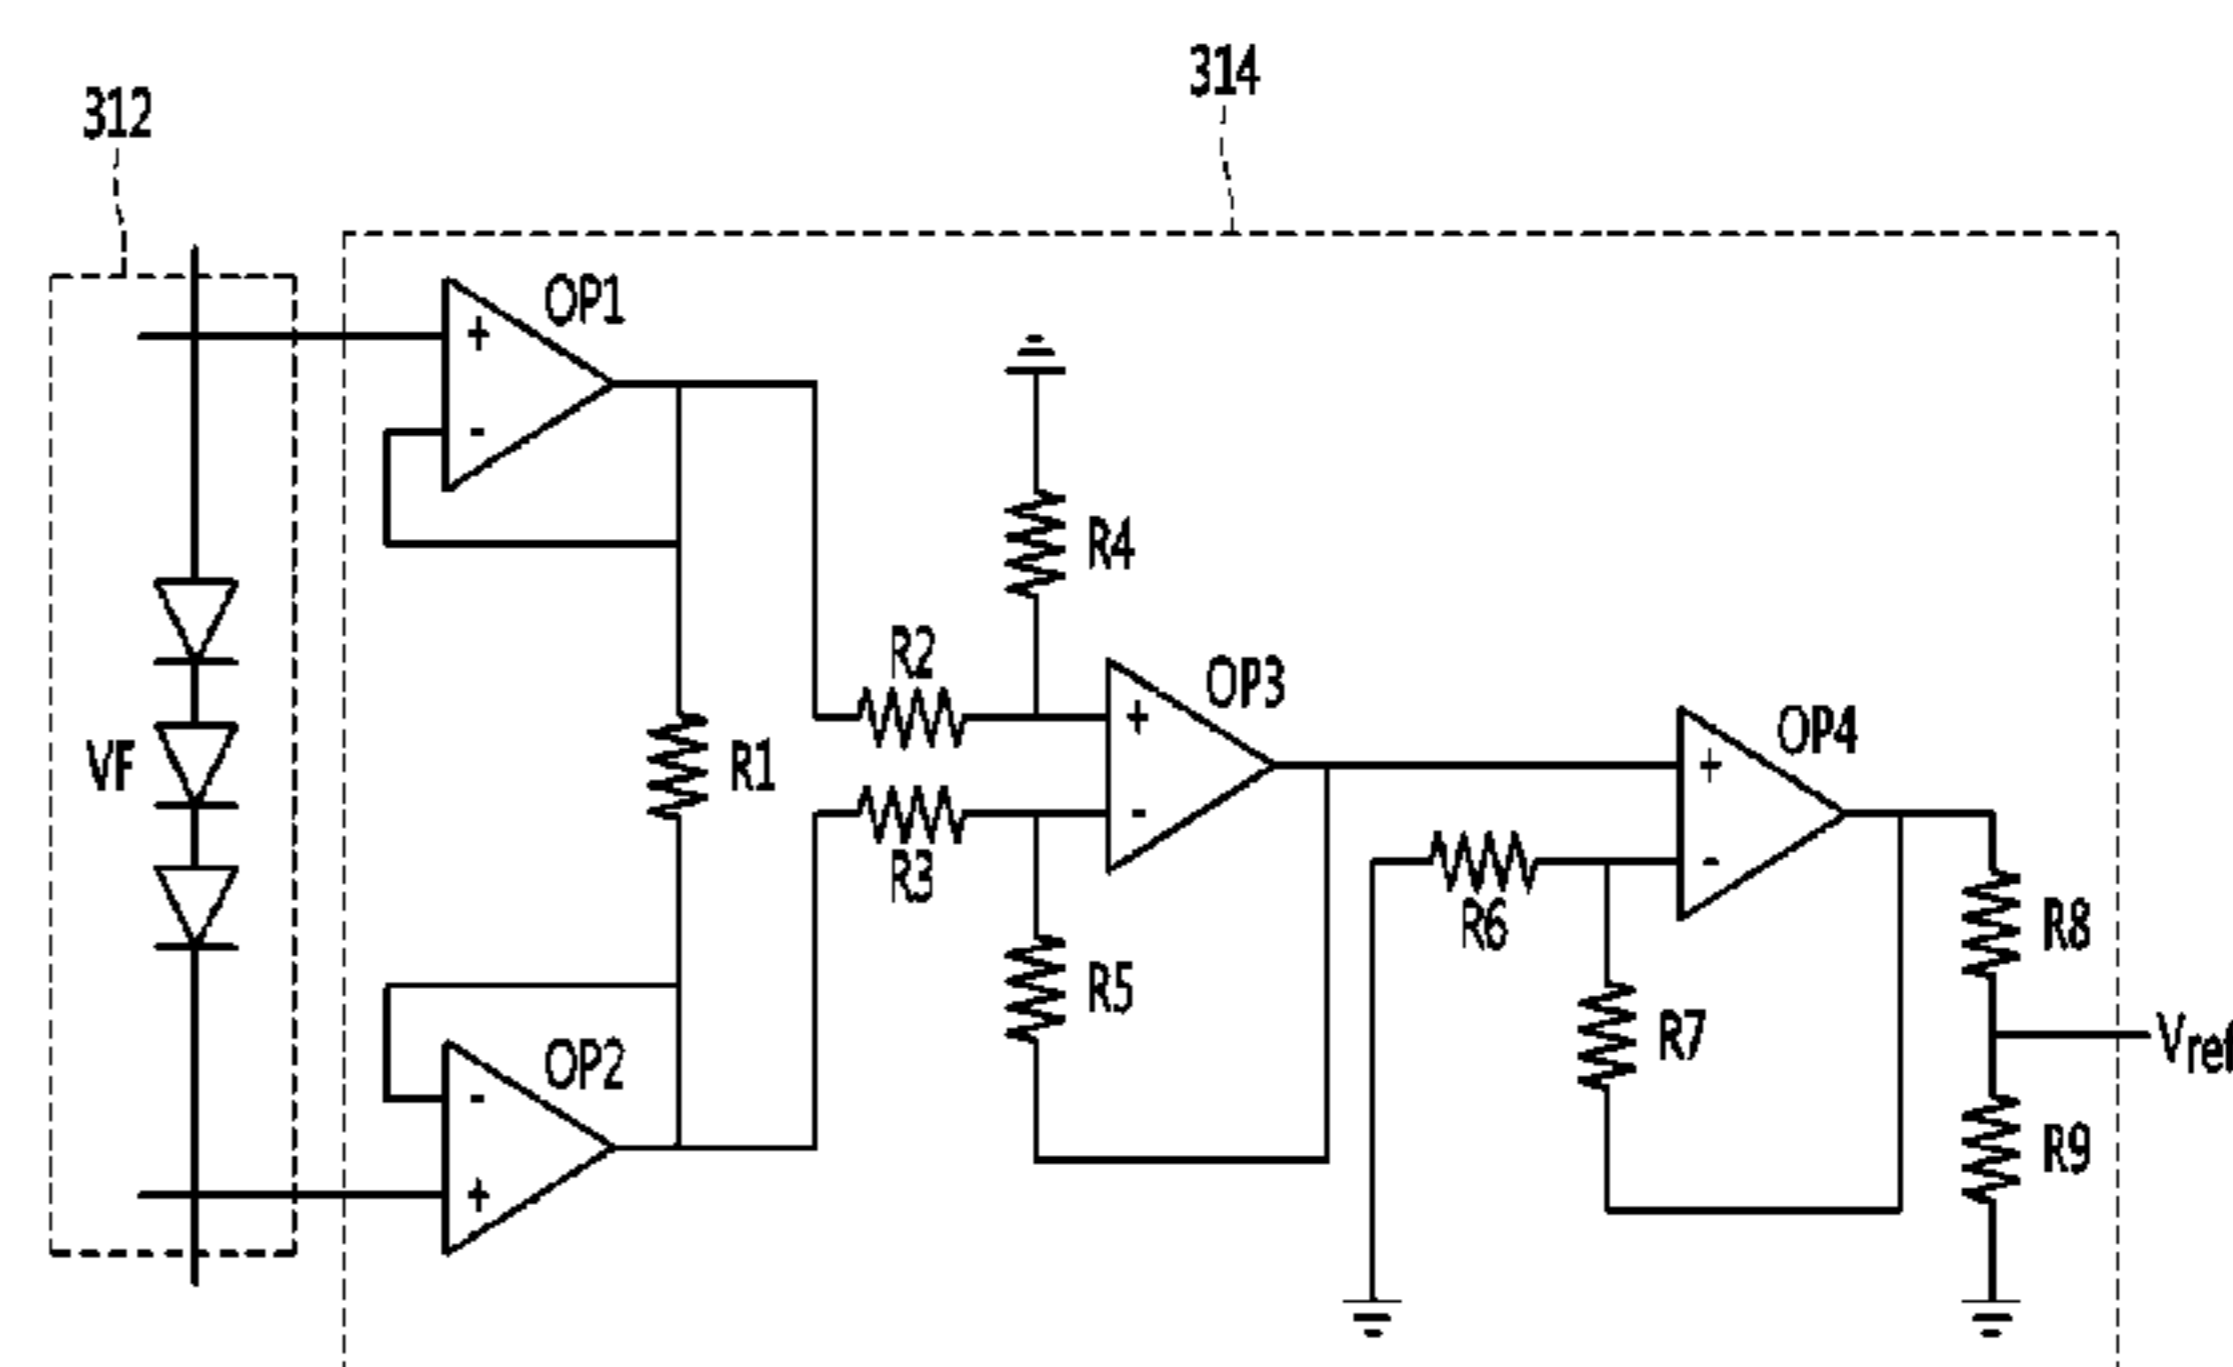 314
312
OP1
+
-
R4
R2
OP3
+
-
VF
R1
R3
OP4
+
-
R6
R8
R5
R7
Vref
OP2
-
+
R9